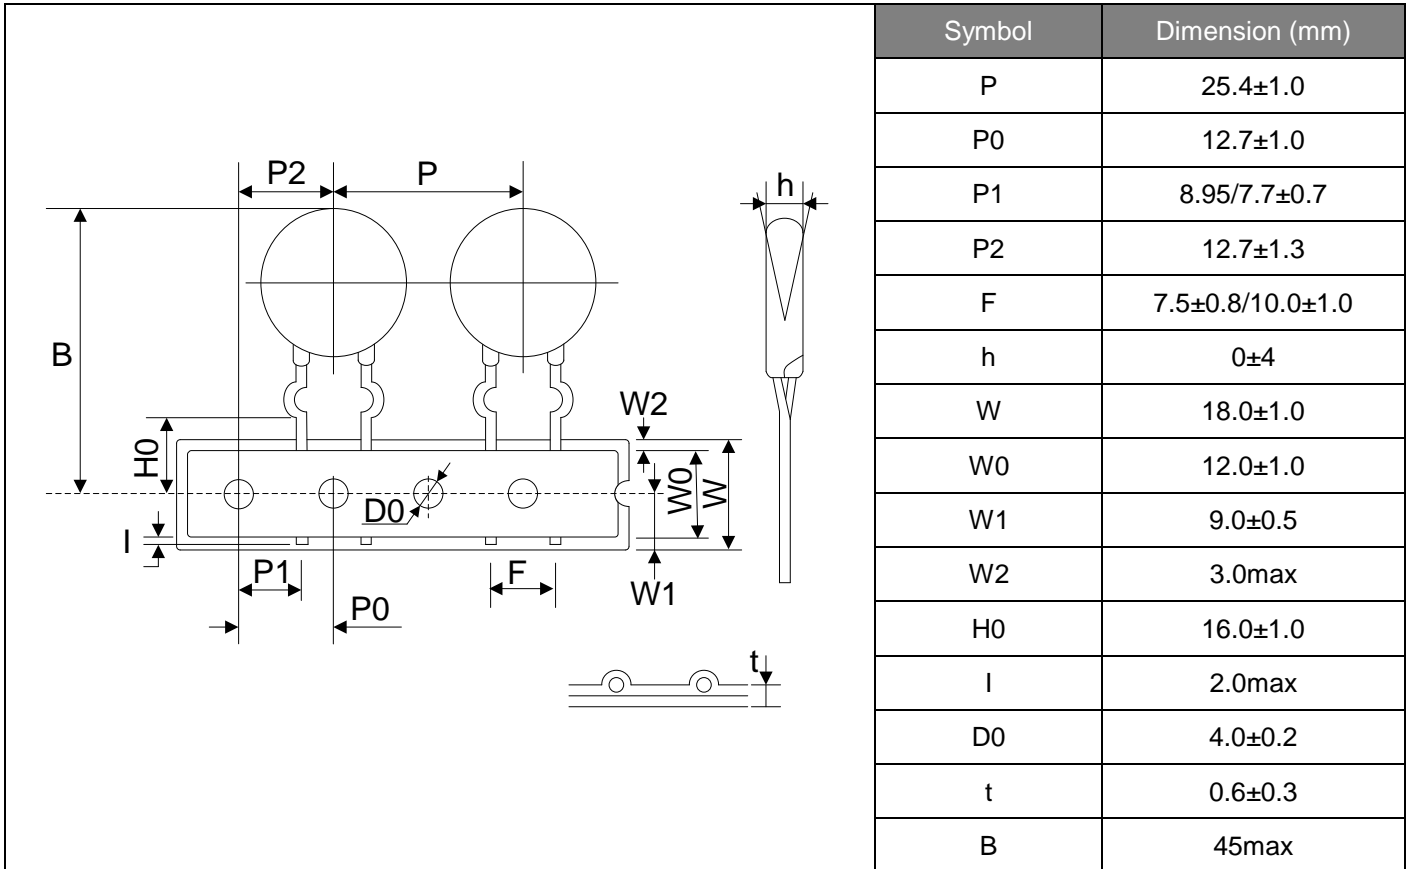 P2
P
h
B
W2
H0
W0
W
D0
I
P1
F
W1
P0
t
Symbol Dimension (mm)
P 25.4±1.0
P0 12.7±1.0
P1 8.95/7.7±0.7
P2 12.7±1.3
F 7.5±0.8/10.0±1.0
h 0±4
W 18.0±1.0
W0 12.0±1.0
W1 9.0±0.5
W2 3.0max
H0 16.0±1.0
I 2.0max
D0 4.0±0.2
t 0.6±0.3
B 45max